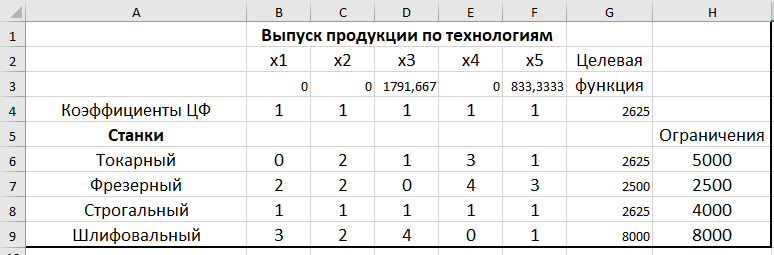 A B C D E F G H
1 Выпуск продукции по технологиям
2 x1 x2 x3 x4 x5 Целевая
3 0 0 1791,667 0 833,3333 функция
4 Коэффициенты ЦФ 1 1 1 1 1 2625
5 Станки Ограничения
6 Токарный 0 2 1 3 1 2625 5000
7 Фрезерный 2 2 0 4 3 2500 2500
8 Строгальный 1 1 1 1 1 2625 4000
9 Шлифовальный 3 2 4 0 1 8000 8000